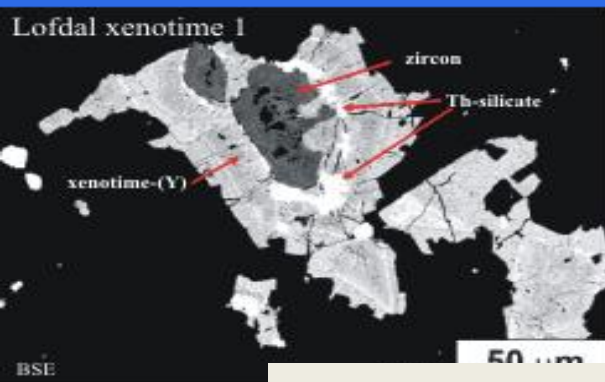 Lofdal xenotime 1
zircon
Th-silicate
xenotime-(Y)
50 μm
BSE